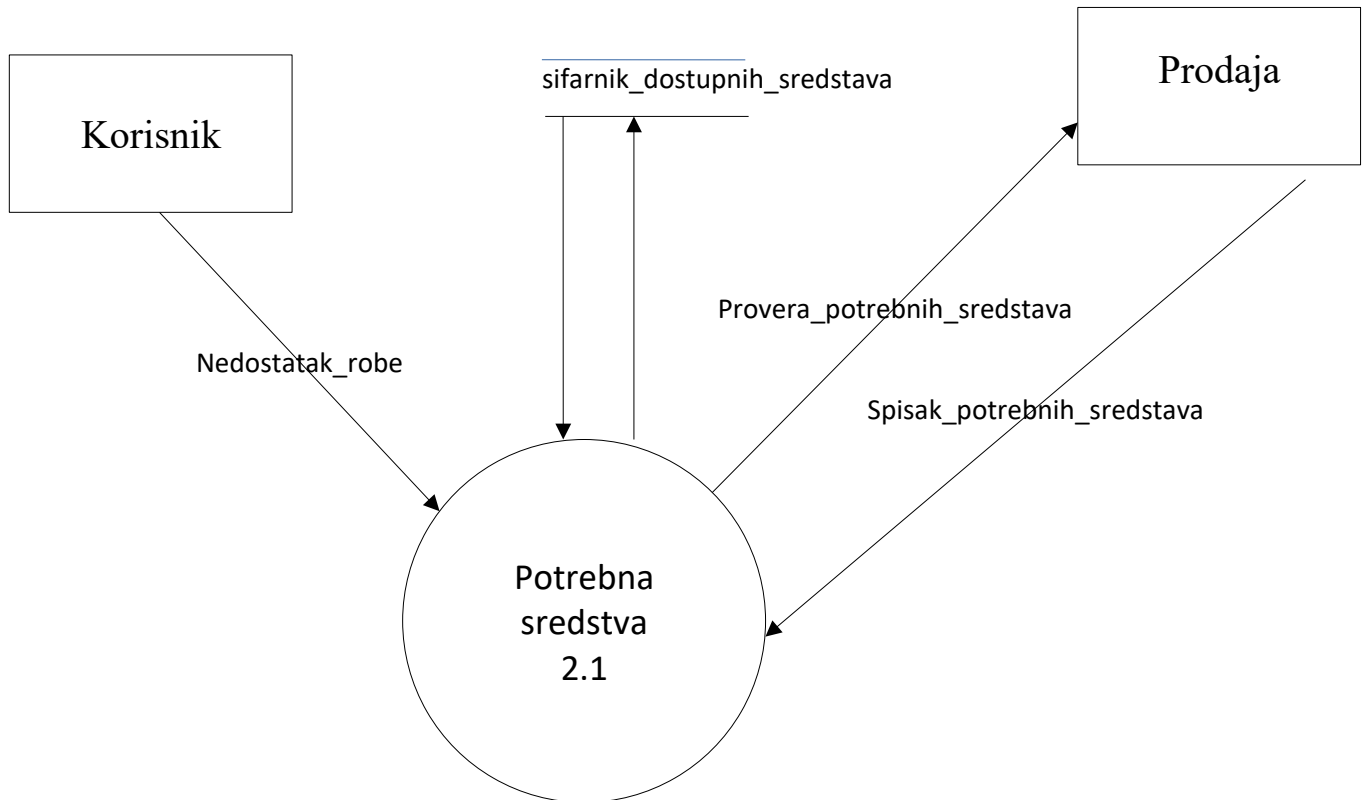 Korisnik
sifarnik_dostupnih_sredstava
Prodaja
Provera_potrebnih_sredstava
Nedostatak_robe
Spisak_potrebnih_sredstava
Potrebna
sredstva
2.1